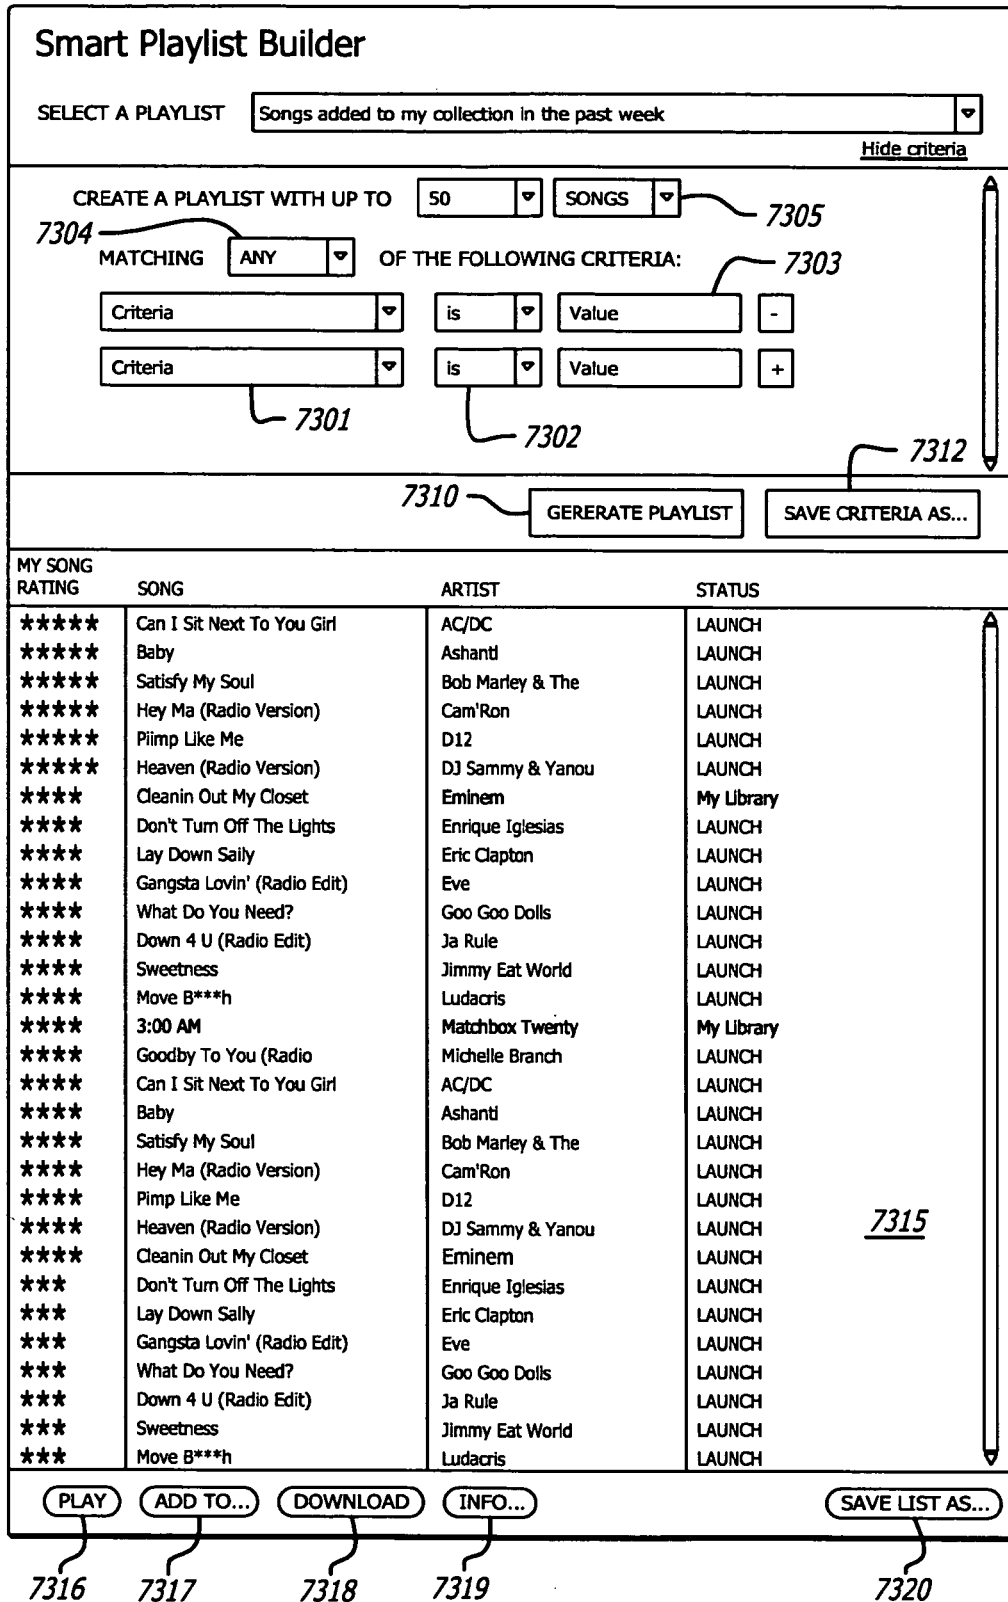 Smart Playlist Builder
SELECT A PLAYLIST Songs added to my collection in the past week
Hide criteria
CREATE A PLAYLIST WITH UP TO 50 SONGS 7305
7304
MATCHING ANY OF THE FOLLOWING CRITERIA: 7303
Criteria is Value -
Criteria is Value +
7301 7302
7312
7310 GERERATE PLAYLIST SAVE CRITERIA AS...
MY SONG
RATING SONG ARTIST STATUS
★★★★★ Can I Sit Next To You Girl AC/DC LAUNCH
★★★★★ Baby Ashanti LAUNCH
★★★★★ Satisfy My Soul Bob Marley & The LAUNCH
★★★★★ Hey Ma (Radio Version) Cam'Ron LAUNCH
★★★★★ Piimp Like Me D12 LAUNCH
★★★★★ Heaven (Radio Version) DJ Sammy & Yanou LAUNCH
★★★★ Cleanin Out My Closet Eminem My Library
★★★★ Don't Turn Off The Lights Enrique Iglesias LAUNCH
★★★★ Lay Down Sally Eric Clapton LAUNCH
★★★★ Gangsta Lovin' (Radio Edit) Eve LAUNCH
★★★★ What Do You Need? Goo Goo Dolls LAUNCH
★★★★ Down 4 U (Radio Edit) Ja Rule LAUNCH
★★★★ Sweetness Jimmy Eat World LAUNCH
★★★★ Move B***h Ludacris LAUNCH
★★★★ 3:00 AM Matchbox Twenty My Library
★★★★ Goodby To You (Radio Michelle Branch LAUNCH
★★★★ Can I Sit Next To You Girl AC/DC LAUNCH
★★★★ Baby Ashanti LAUNCH
★★★★ Satisfy My Soul Bob Marley & The LAUNCH
★★★★ Hey Ma (Radio Version) Cam'Ron LAUNCH
★★★★ Pimp Like Me D12 LAUNCH
★★★★ Heaven (Radio Version) DJ Sammy & Yanou LAUNCH 7315
★★★★ Cleanin Out My Closet Eminem LAUNCH
★★★ Don't Turn Off The Lights Enrique Iglesias LAUNCH
★★★ Lay Down Sally Eric Clapton LAUNCH
★★★ Gangsta Lovin' (Radio Edit) Eve LAUNCH
★★★ What Do You Need? Goo Goo Dolls LAUNCH
★★★ Down 4 U (Radio Edit) Ja Rule LAUNCH
★★★ Sweetness Jimmy Eat World LAUNCH
★★★ Move B***h Ludacris LAUNCH
PLAY ADD TO... DOWNLOAD INFO... SAVE LIST AS...
7316 7317 7318 7319 7320